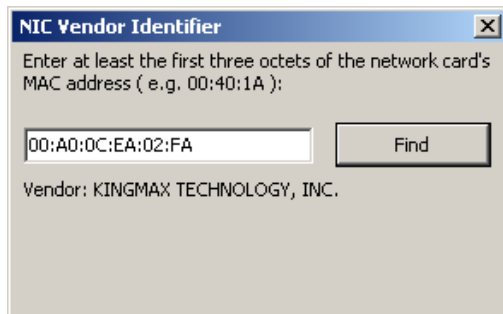 NIC Vendor Identifier
Enter at least the first three octets of the network card's
MAC address ( e.g. 00:40:1A ):
00:A0:0C:EA:02:FA
Find
Vendor: KINGMAX TECHNOLOGY, INC.